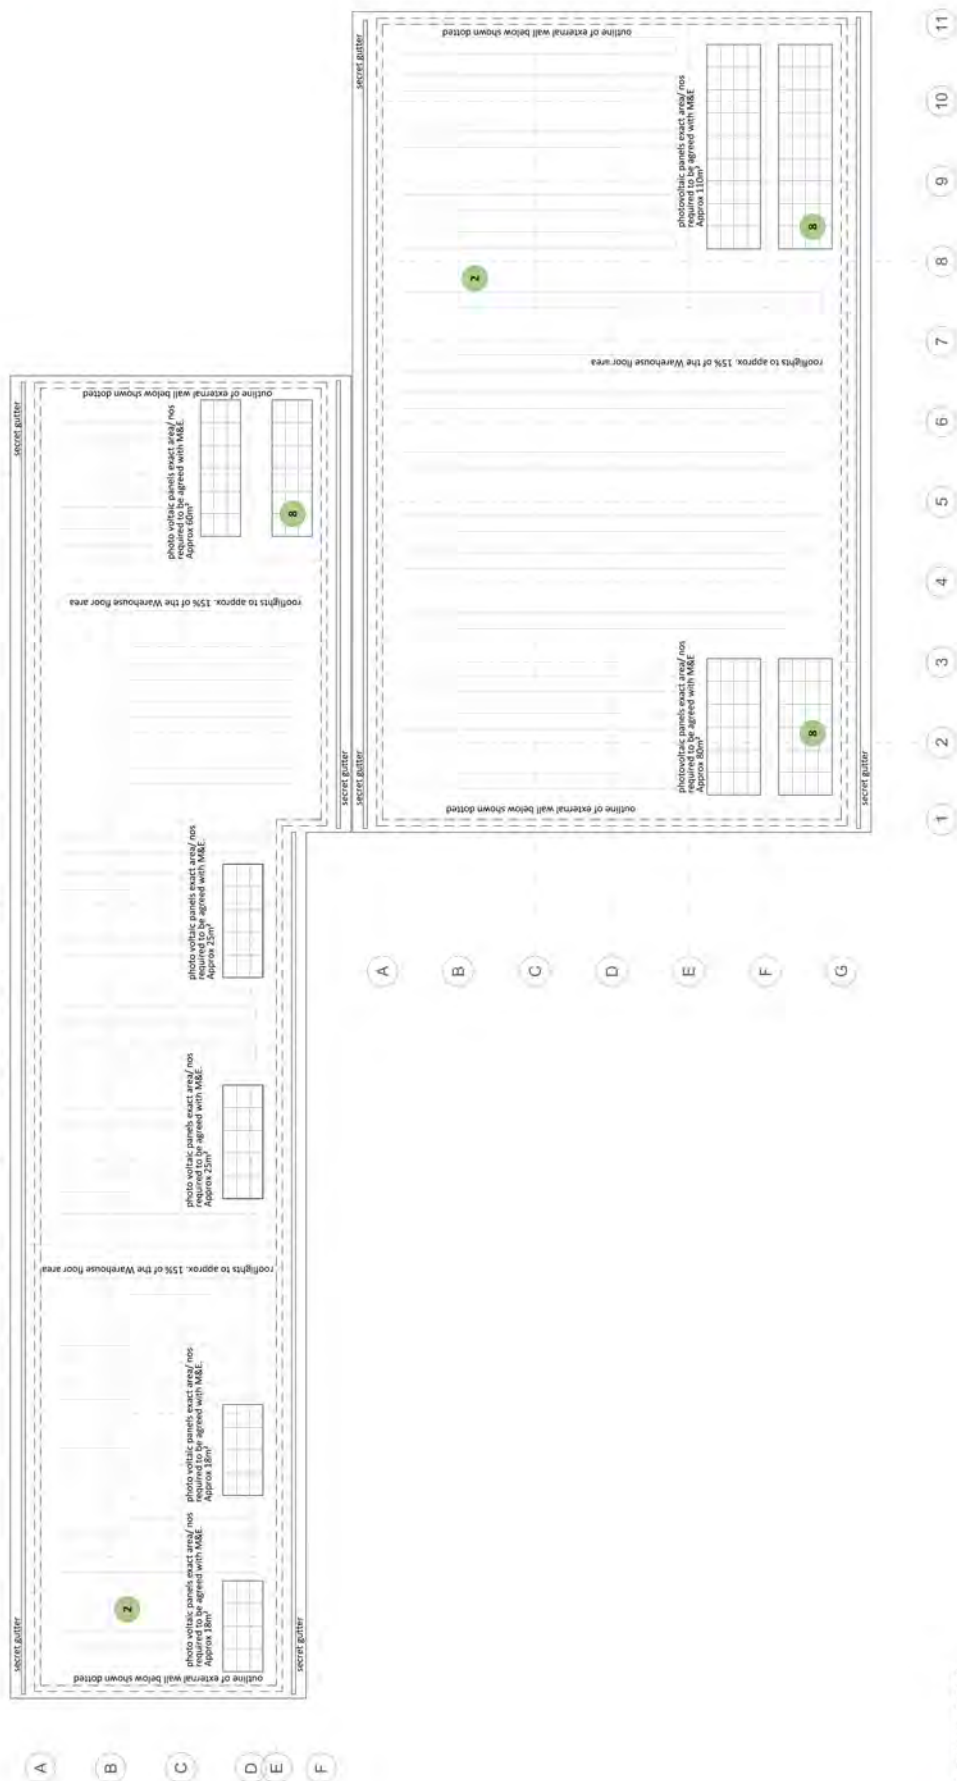 outline of external wall below shown dotted
secret gutter
photovoltaic panels exact area/ nos
required to be agreed with M&E
Approx 110m²
8
2
rooflights to approx. 15% of the Warehouse floor area
photovoltaic panels exact area/ nos
required to be agreed with M&E
Approx 80m²
8
outline of external wall below shown dotted
secret gutter
secret gutter
secret gutter
11
10
9
8
7
6
5
4
3
2
1
A
B
C
D
E
F
G
secret gutter
outline of external wall below shown dotted
photo voltaic panels exact area/ nos
required to be agreed with M&E.
Approx 60m²
8
rooflights to approx. 15% of the Warehouse floor area
photo voltaic panels exact area/ nos
required to be agreed with M&E.
Approx 25m²
photo voltaic panels exact area/ nos
required to be agreed with M&E.
Approx 25m²
rooflights to approx. 15% of the Warehouse floor area
photo voltaic panels exact area/ nos
required to be agreed with M&E.
Approx 18m²
photo voltaic panels exact area/ nos
required to be agreed with M&E.
Approx 18m²
2
outline of external wall below shown dotted
secret gutter
secret gutter
A
B
C
D
E
F